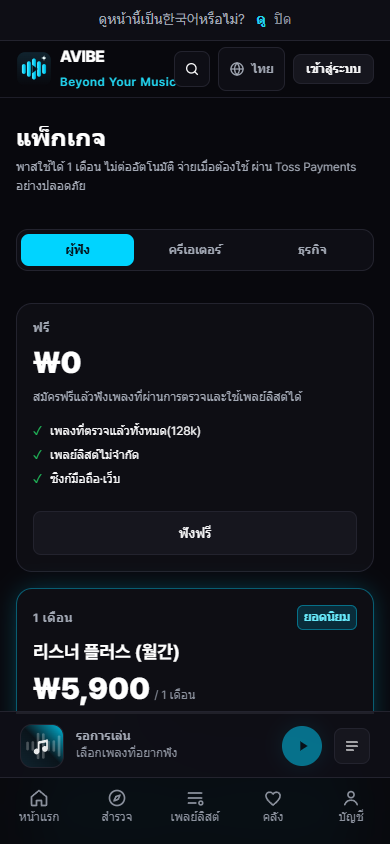 ดูหน้านี้เป็น한국어หรือไม่? ดู ปิด
AVIBE
Beyond Your Music
ไทย
เข้าสู่ระบบ
แพ็กเกจ
พาสใช้ได้ 1 เดือน ไม่ต่ออัตโนมัติ จ่ายเมื่อต้องใช้ ผ่าน Toss Payments
อย่างปลอดภัย
ผู้ฟัง
ครีเอเตอร์
ธุรกิจ
ฟรี
₩0
สมัครฟรีแล้วฟังเพลงที่ผ่านการตรวจและใช้เพลย์ลิสต์ได้
✓ เพลงที่ตรวจแล้วทั้งหมด(128k)
✓ เพลย์ลิสต์ไม่จำกัด
✓ ซิงก์มือถือ·เว็บ
ฟังฟรี
1 เดือน
ยอดนิยม
리스너 플러스 (월간)
₩5,900 / 1 เดือน
รอการเล่น
เลือกเพลงที่อยากฟัง
หน้าแรก
สำรวจ
เพลย์ลิสต์
คลัง
บัญชี